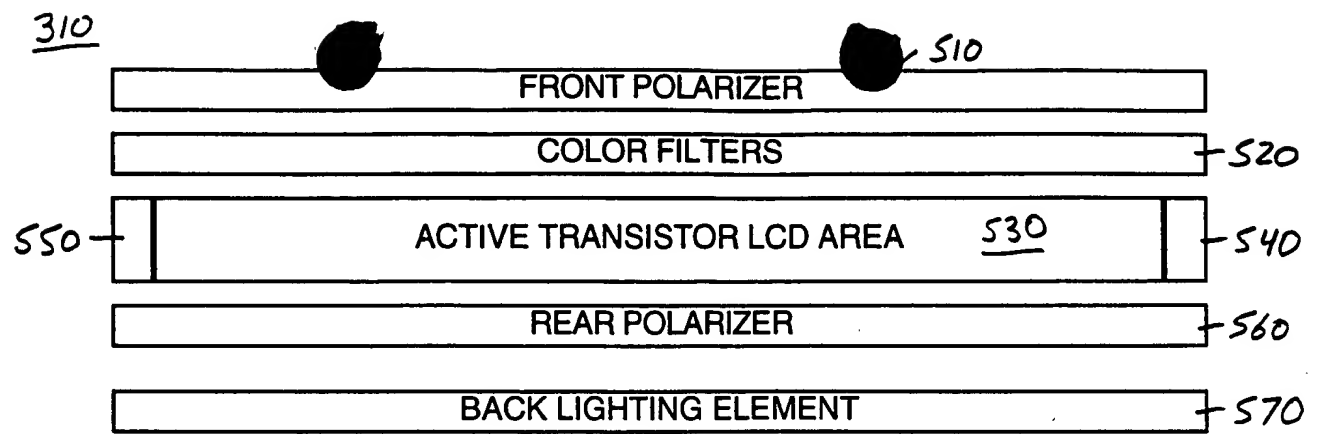 310
510
FRONT POLARIZER
COLOR FILTERS 520
550 ACTIVE TRANSISTOR LCD AREA 530 540
REAR POLARIZER 560
BACK LIGHTING ELEMENT 570